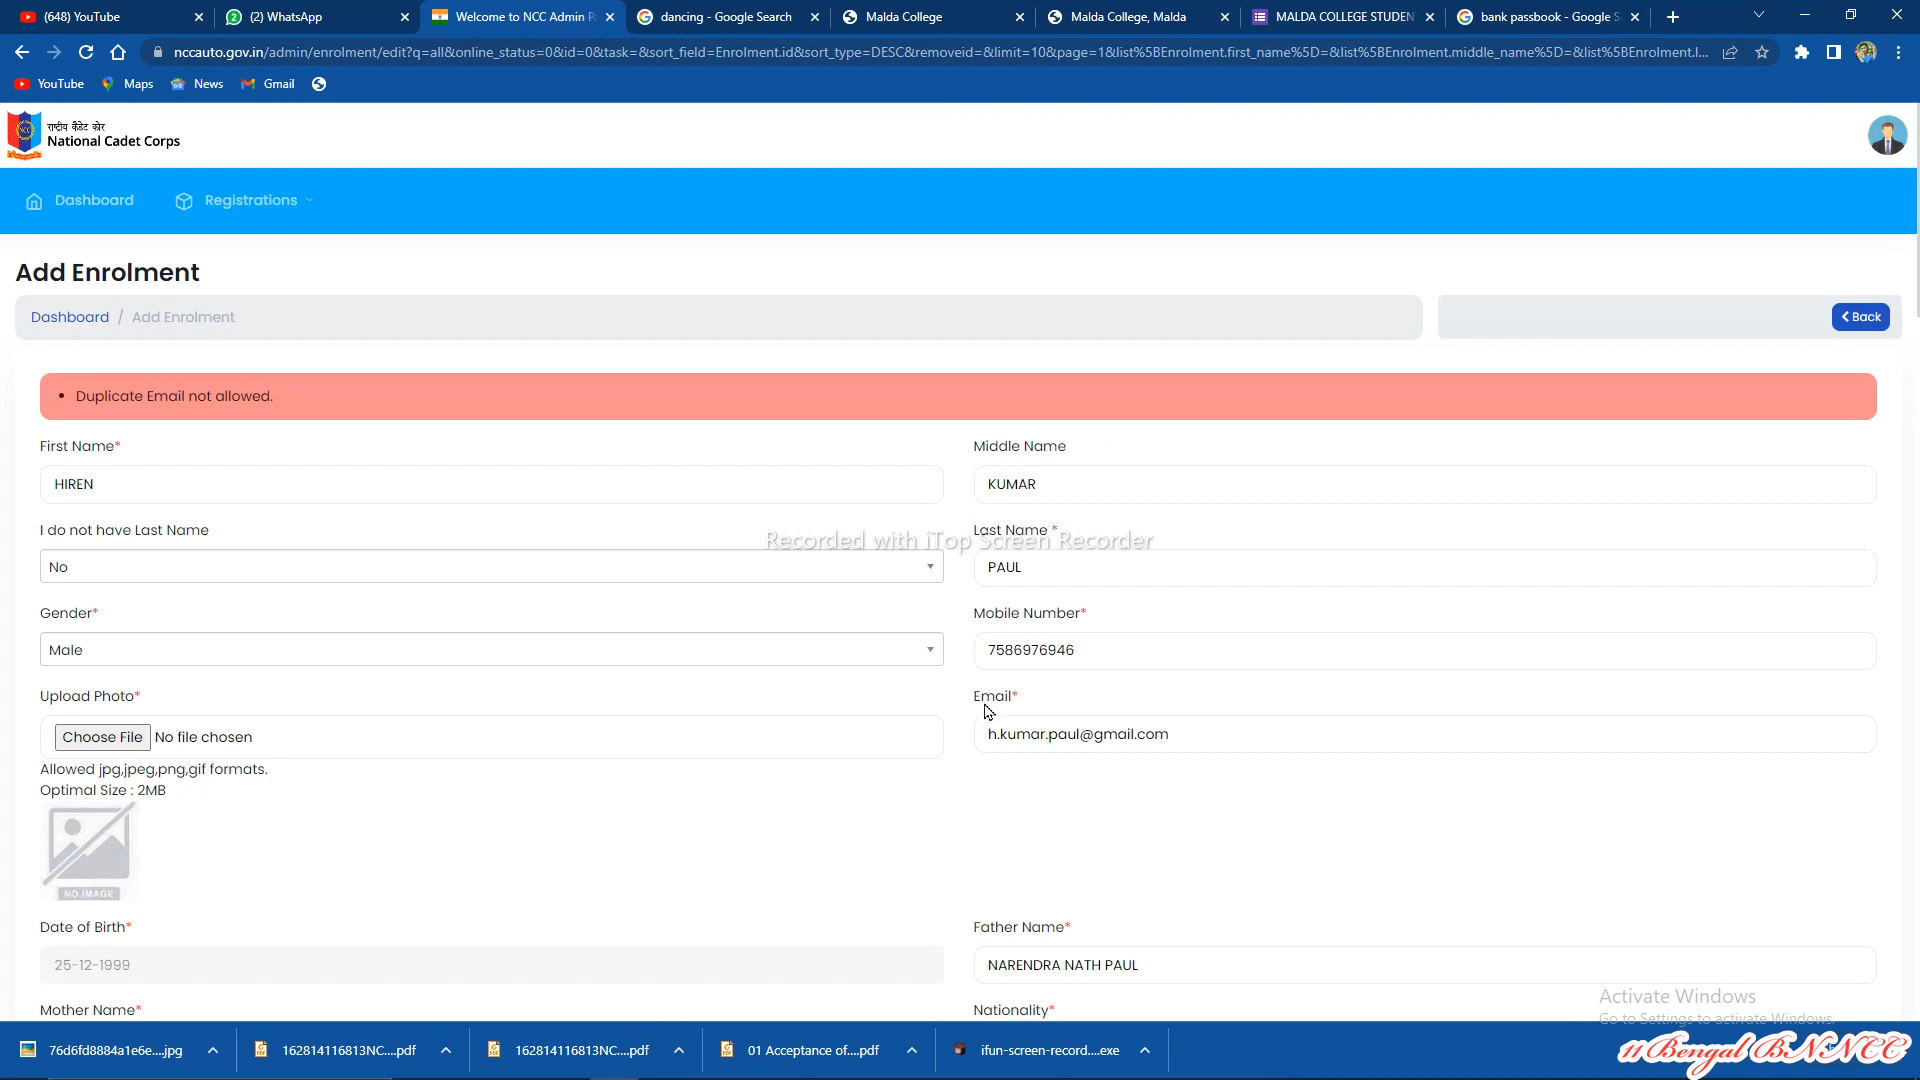 (648) YouTube
(2) WhatsApp
Welcome to NCC Admin P
dancing - Google Search
Malda College
Malda College, Malda
MALDA COLLEGE STUDEN
bank passbook - Google S
nccauto.gov.in/admin/enrolment/edit?q=all&online_status=0&id=0&task=&sort_field=Enrolment.id&sort_type=DESC&removeid=&limit=10&page=1&list%5BEnrolment.first_name%5D=&list%5BEnrolment.middle_name%5D=&list%5BEnrolment.l...
YouTube
Maps
News
Gmail
राष्ट्रीय कैडेट कोर
National Cadet Corps
NCC
Dashboard
Registrations
Add Enrolment
Dashboard / Add Enrolment
Back
Duplicate Email not allowed.
First Name*
Middle Name
HIREN
KUMAR
I do not have Last Name
Last Name *
Recorded with iTop Screen Recorder
No
PAUL
Gender*
Mobile Number*
Male
7586976946
Upload Photo*
Email*
Choose File No file chosen
h.kumar.paul@gmail.com
Allowed jpg,jpeg,png,gif formats.
Optimal Size : 2MB
NO IMAGE
Date of Birth*
Father Name*
25-12-1999
NARENDRA NATH PAUL
Mother Name*
Nationality*
Activate Windows
Go to Settings to activate Windows.
76d6fd8884a1e6e....jpg
162814116813NC....pdf
162814116813NC....pdf
01 Acceptance of....pdf
ifun-screen-record....exe
11 Bengal BN NCC